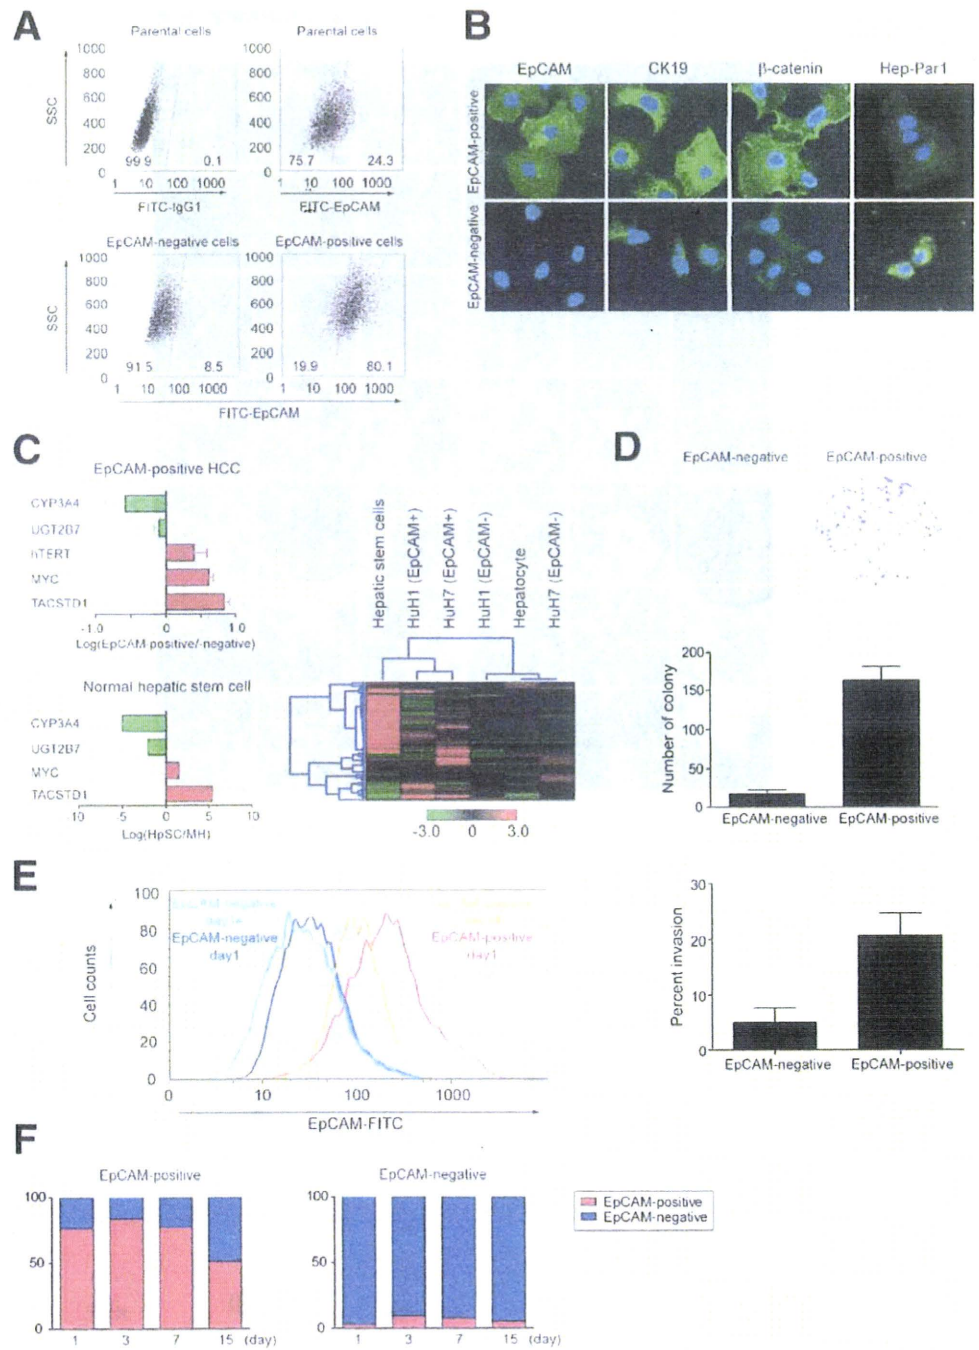 A
Parental cells
Parental cells
SSC
1000
800
600
400
200
0
99.9
0.1
1 10 100 1000
FITC-IgG1
1000
800
600
400
200
0
75.7
24.3
1 10 100 1000
FITC-EpCAM
EpCAM-negative cells
EpCAM-positive cells
SSC
1000
800
600
400
200
0
91.5
8.5
1 10 100 1000
1000
800
600
400
200
0
19.9
80.1
1 10 100 1000
FITC-EpCAM
B
EpCAM
CK19
β-catenin
Hep-Par1
EpCAM-positive
EpCAM-negative
C
EpCAM-positive HCC
CYP3A4
UGT2B7
hTERT
MYC
TACSTD1
-1.0 0 1.0
Log(EpCAM positive/-negative)
Normal hepatic stem cell
CYP3A4
UGT2B7
MYC
TACSTD1
-10 -5 0 5 10
Log(HpSC/MH)
Hepatic stem cells
HuH1 (EpCAM+)
HuH7 (EpCAM+)
HuH1 (EpCAM-)
Hepatocyte
HuH7 (EpCAM-)
-3.0 0 3.0
D
EpCAM-negative
EpCAM-positive
Number of colony
200
150
100
50
0
EpCAM-negative
EpCAM-positive
Percent invasion
30
20
10
0
EpCAM-negative
EpCAM-positive
E
Cell counts
100
80
60
40
20
0
EpCAM-negative
day1
EpCAM-positive
day1
0 10 100 1000
EpCAM-FITC
F
EpCAM-positive
100
50
0
1 3 7 15 (day)
EpCAM-negative
100
50
0
1 3 7 15 (day)
EpCAM-positive
EpCAM-negative